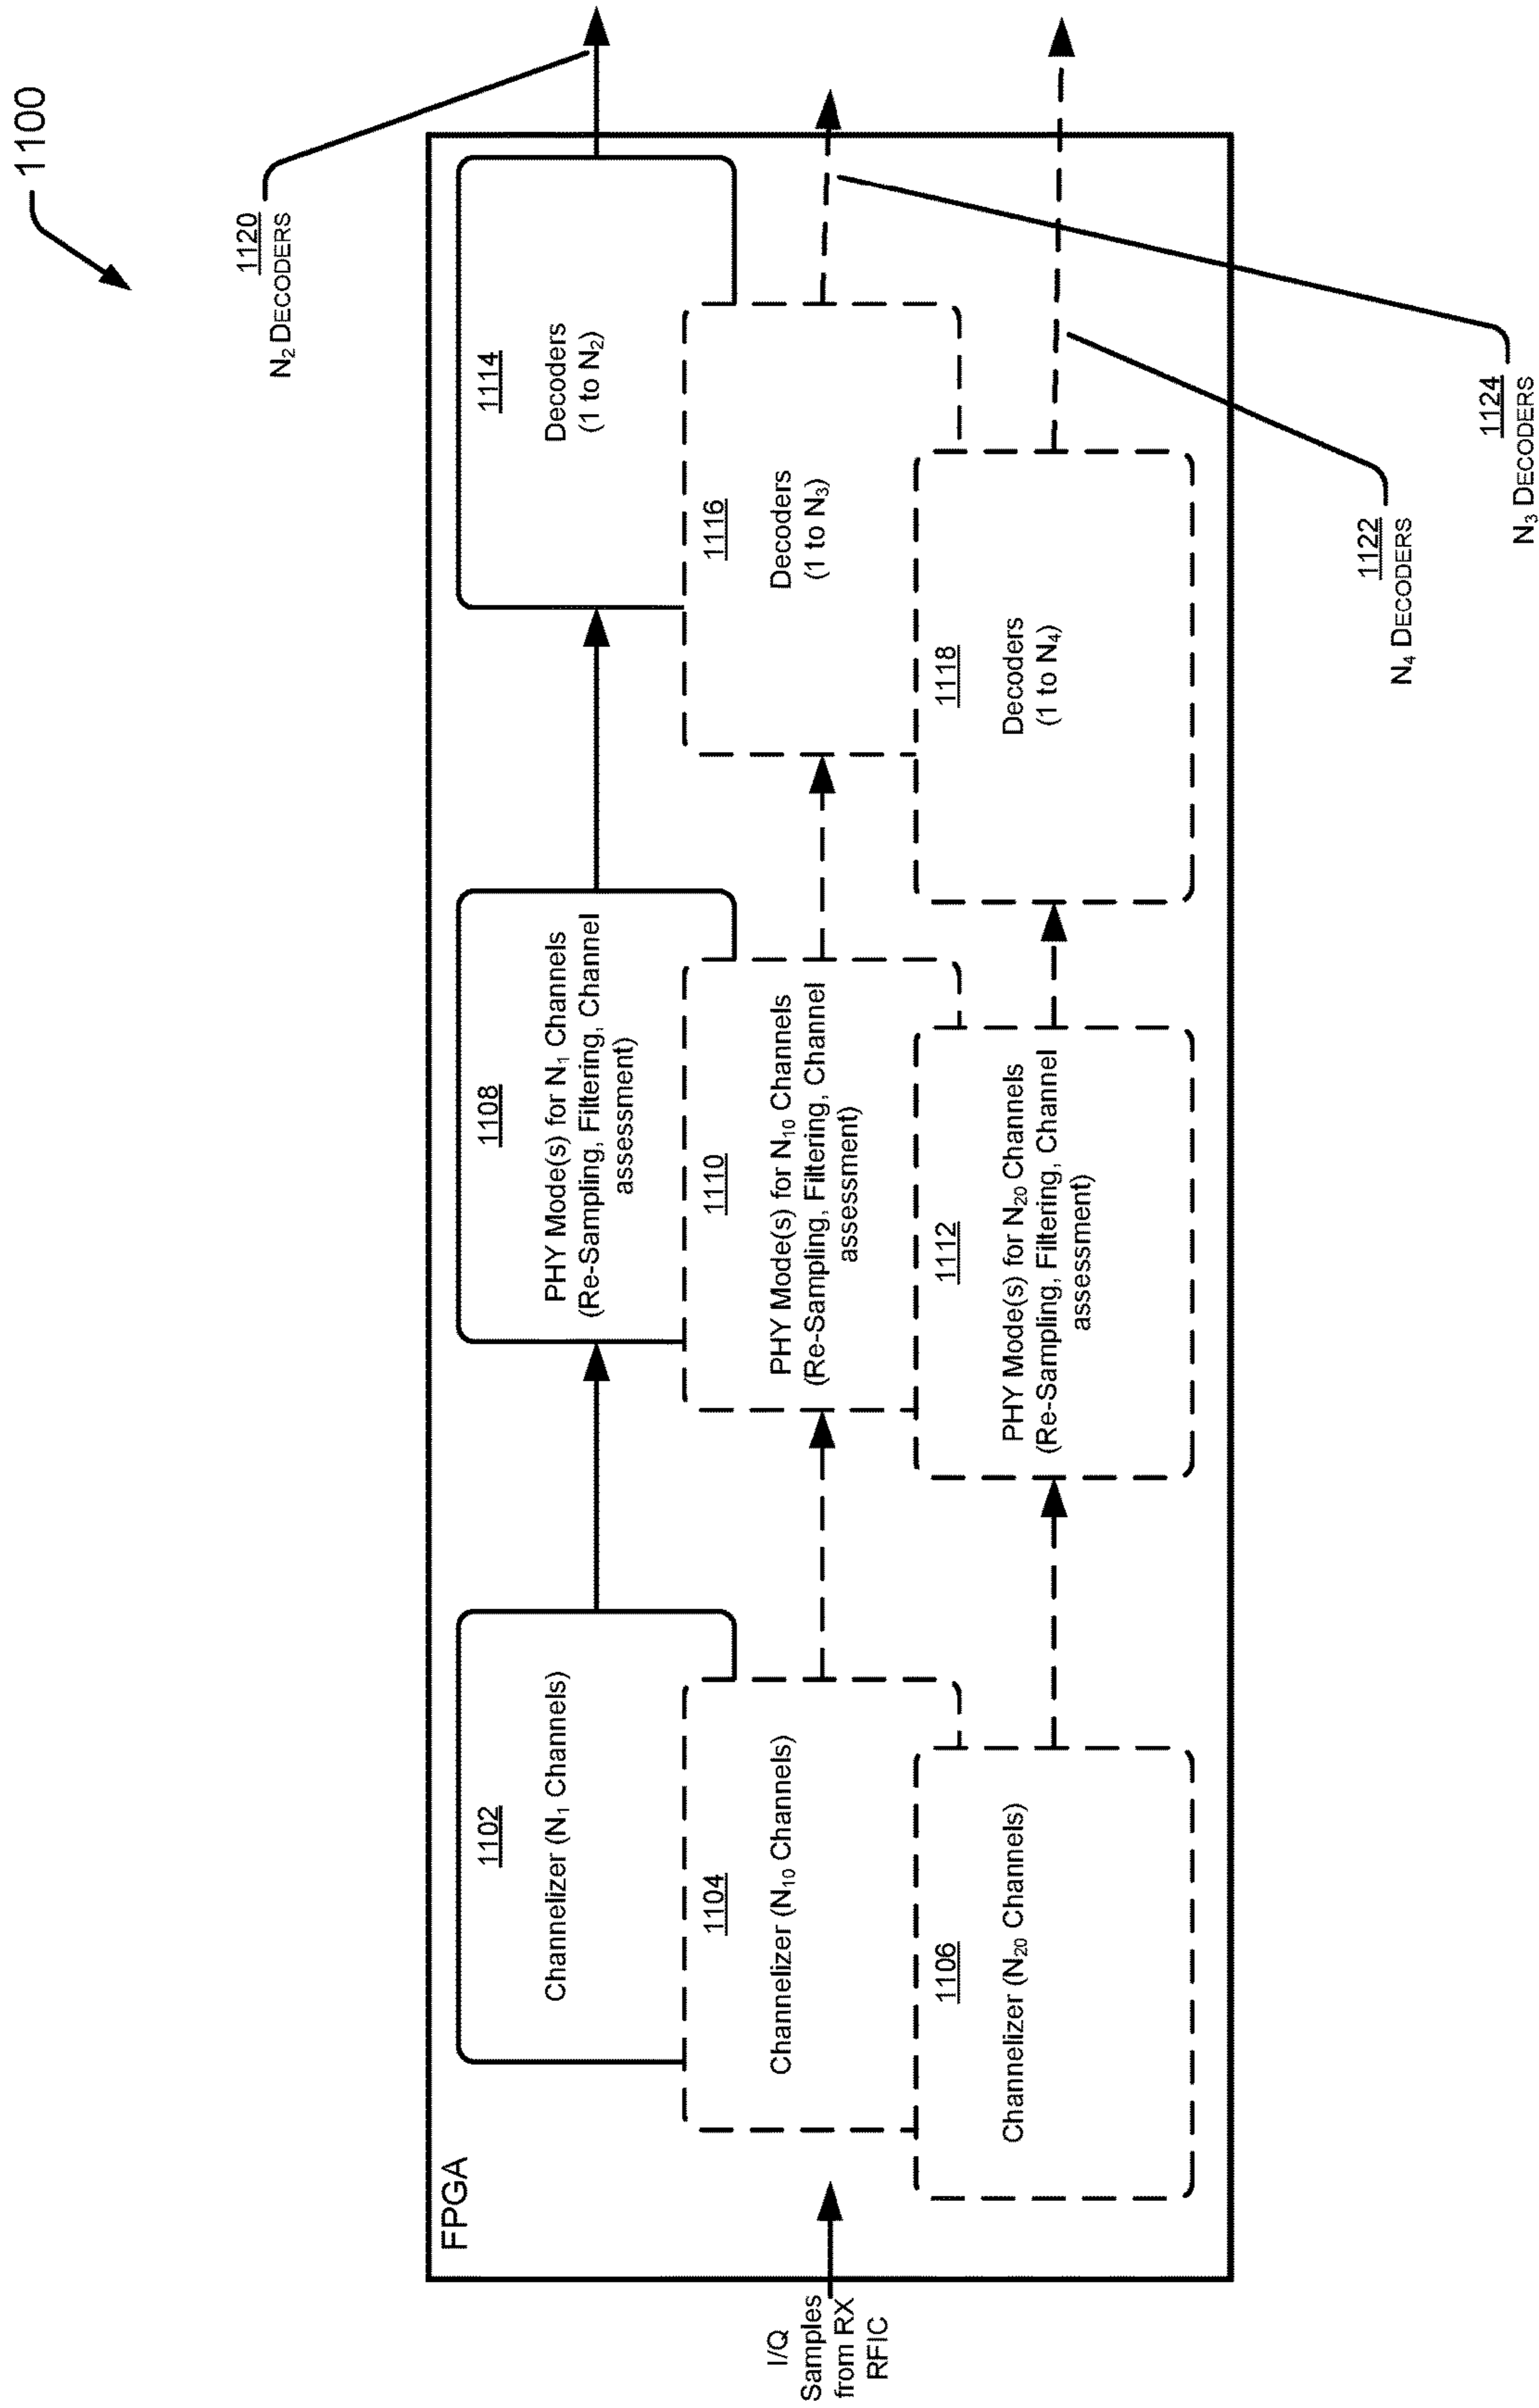 1100
FPGA
I/Q
Samples
from RX
RFIC
1102
Channelizer (N₁ Channels)
1104
Channelizer (N₁₀ Channels)
1106
Channelizer (N₂₀ Channels)
1108
PHY Mode(s) for N₁ Channels
(Re-Sampling, Filtering, Channel
assessment)
1110
PHY Mode(s) for N₁₀ Channels
(Re-Sampling, Filtering, Channel
assessment)
1112
PHY Mode(s) for N₂₀ Channels
(Re-Sampling, Filtering, Channel
assessment)
1114
Decoders
(1 to N₂)
1116
Decoders
(1 to N₃)
1118
Decoders
(1 to N₄)
1120
N₂ DECODERS
1122
N₄ DECODERS
1124
N₃ DECODERS